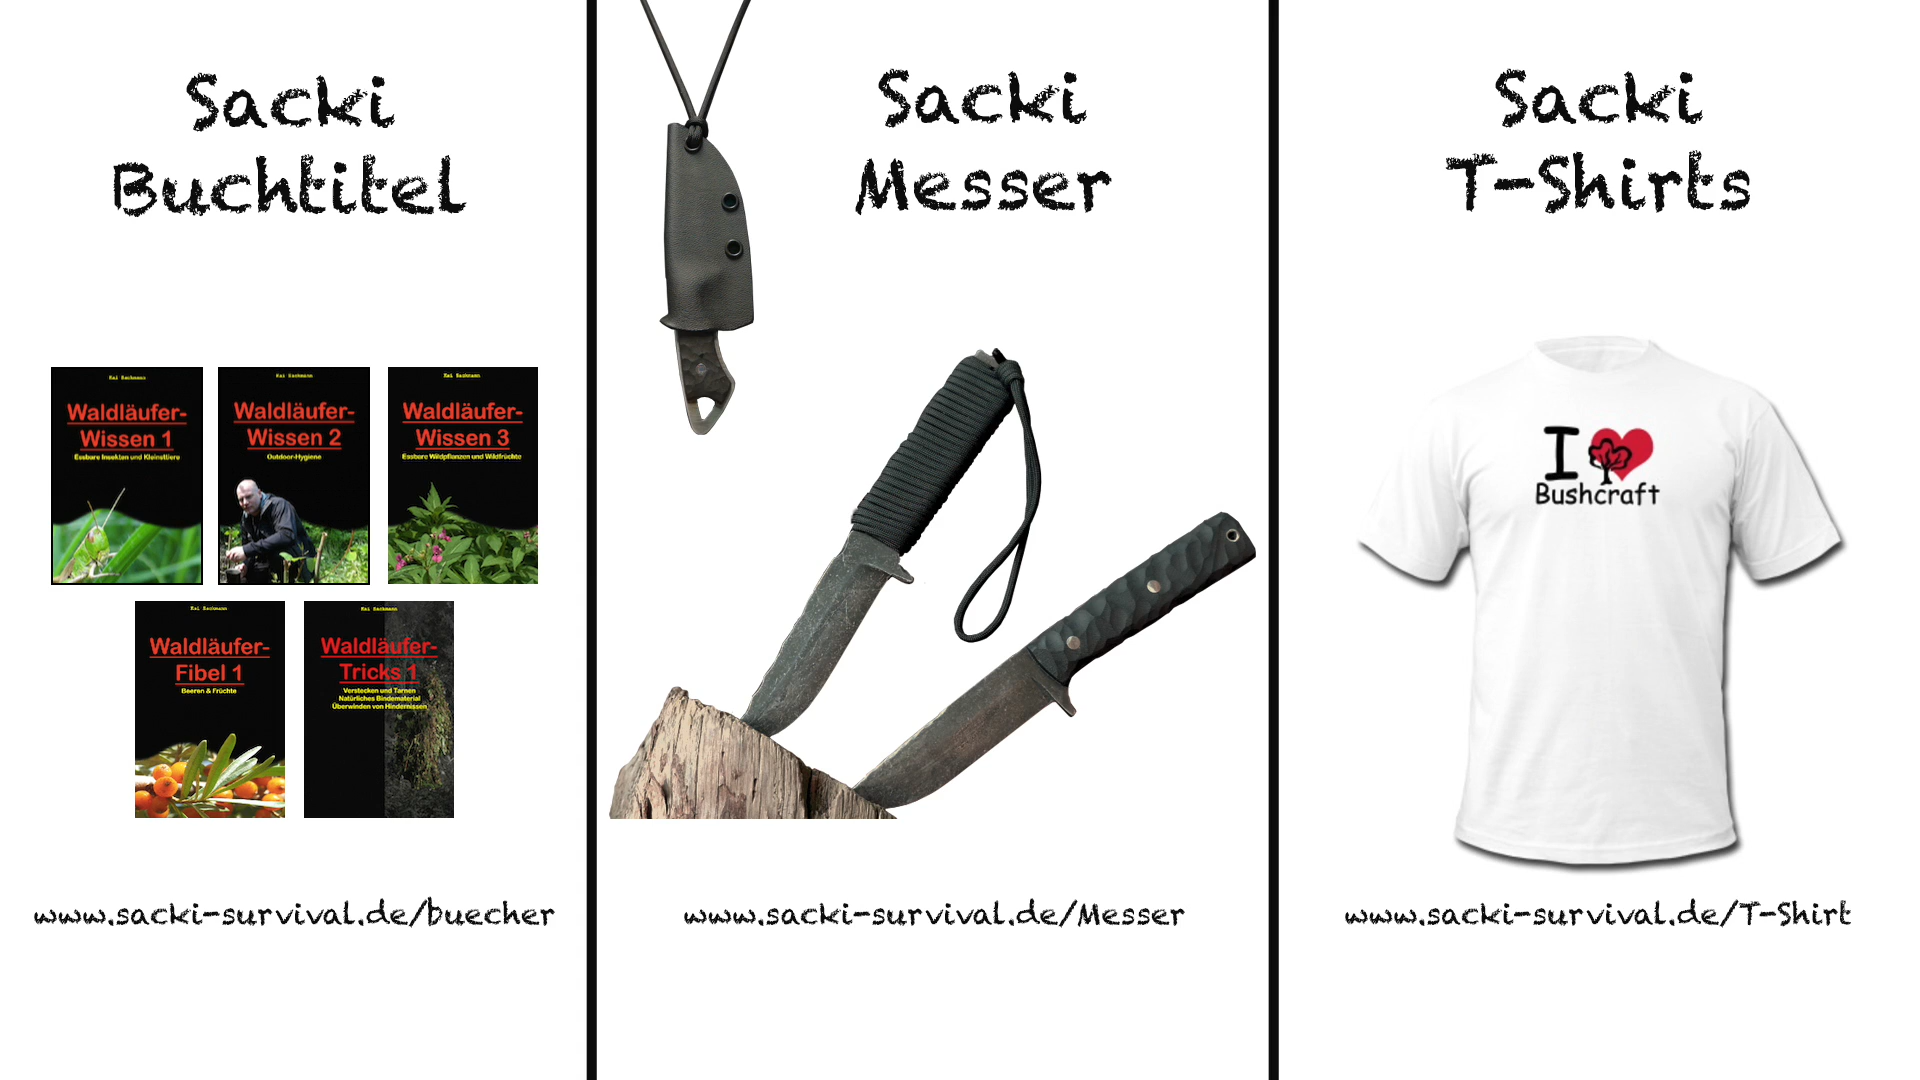 Sacki
Buchtitel
Kai Sackmann
Waldläufer-
Wissen 1
Essbare Insekten und Kleinsttiere
Kai Sackmann
Waldläufer-
Wissen 2
Outdoor-Hygiene
Kai Sackmann
Waldläufer-
Wissen 3
Essbare Wildpflanzen und Wildfrüchte
Kai Sackmann
Waldläufer-
Fibel 1
Beeren & Früchte
Kai Sackmann
Waldläufer-
Tricks 1
Verstecken und Tarnen
Natürliches Bindematerial
Überwinden von Hindernissen
www.sacki-survival.de/buecher
Sacki
Messer
www.sacki-survival.de/Messer
Sacki
T-Shirts
I
Bushcraft
www.sacki-survival.de/T-Shirt